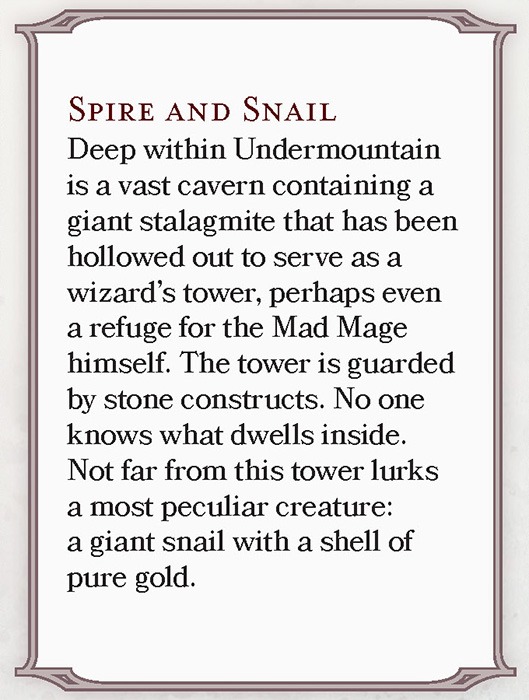 Spire and Snail
Deep within Undermountain
is a vast cavern containing a
giant stalagmite that has been
hollowed out to serve as a
wizard’s tower, perhaps even
a refuge for the Mad Mage
himself. The tower is guarded
by stone constructs. No one
knows what dwells inside.
Not far from this tower lurks
a most peculiar creature:
a giant snail with a shell of
pure gold.